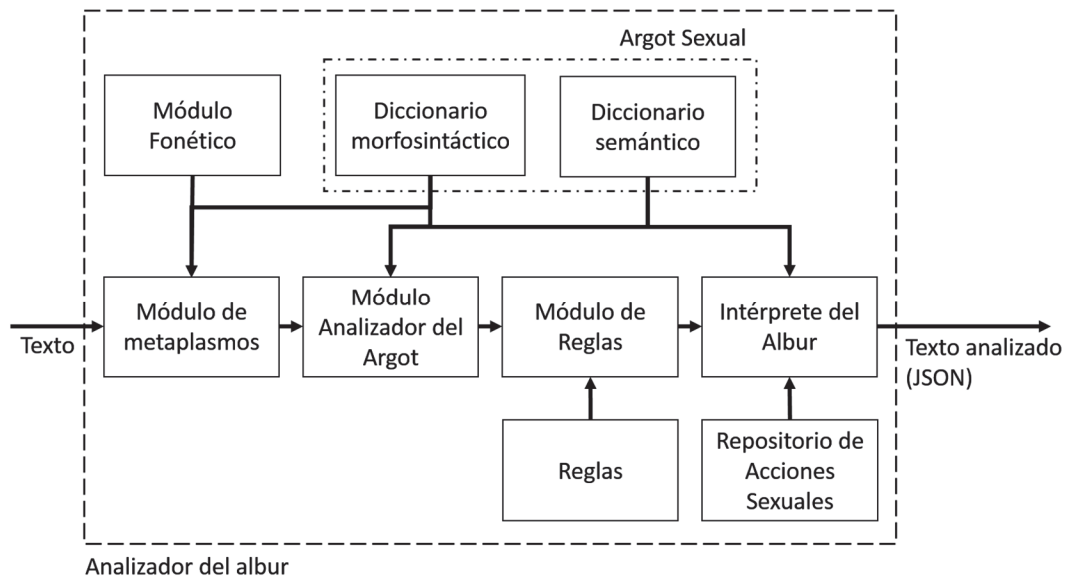 Argot Sexual
Módulo
Fonético
Diccionario
morfosintáctico
Diccionario
semántico
Texto
Módulo de
metaplasmos
Módulo
Analizador del
Argot
Módulo de
Reglas
Intérprete del
Albur
Texto analizado
(JSON)
Reglas
Repositorio de
Acciones
Sexuales
Analizador del albur